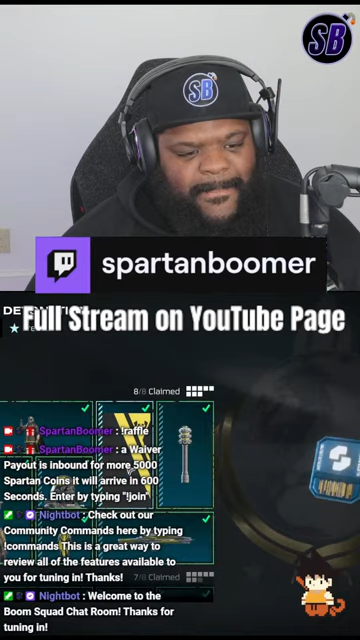 SB
SB
spartanboomer
Full Stream on YouTube Page
8/8 Claimed
SpartanBoomer : !raffle
SpartanBoomer : a Waiver
Payout is inbound for more 5000
Spartan Coins it will arrive in 600
Seconds. Enter by typing "!join"
Nightbot : Check out our
Community Commands here by typing
!commands This is a great way to
review all of the features available to
you for tuning in! Thanks!
7/8 Claimed
Nightbot : Welcome to the
Boom Squad Chat Room! Thanks for
tuning in!